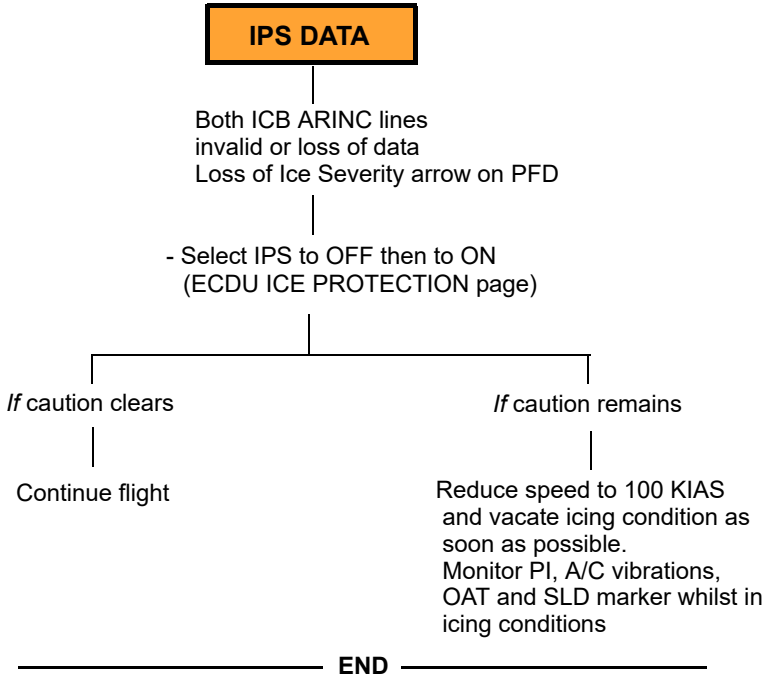 IPS DATA
Both ICB ARINC lines
invalid or loss of data
Loss of Ice Severity arrow on PFD
- Select IPS to OFF then to ON
(ECDU ICE PROTECTION page)
If caution clears
Continue flight
If caution remains
Reduce speed to 100 KIAS
and vacate icing condition as
soon as possible.
Monitor PI, A/C vibrations,
OAT and SLD marker whilst in
icing conditions
END